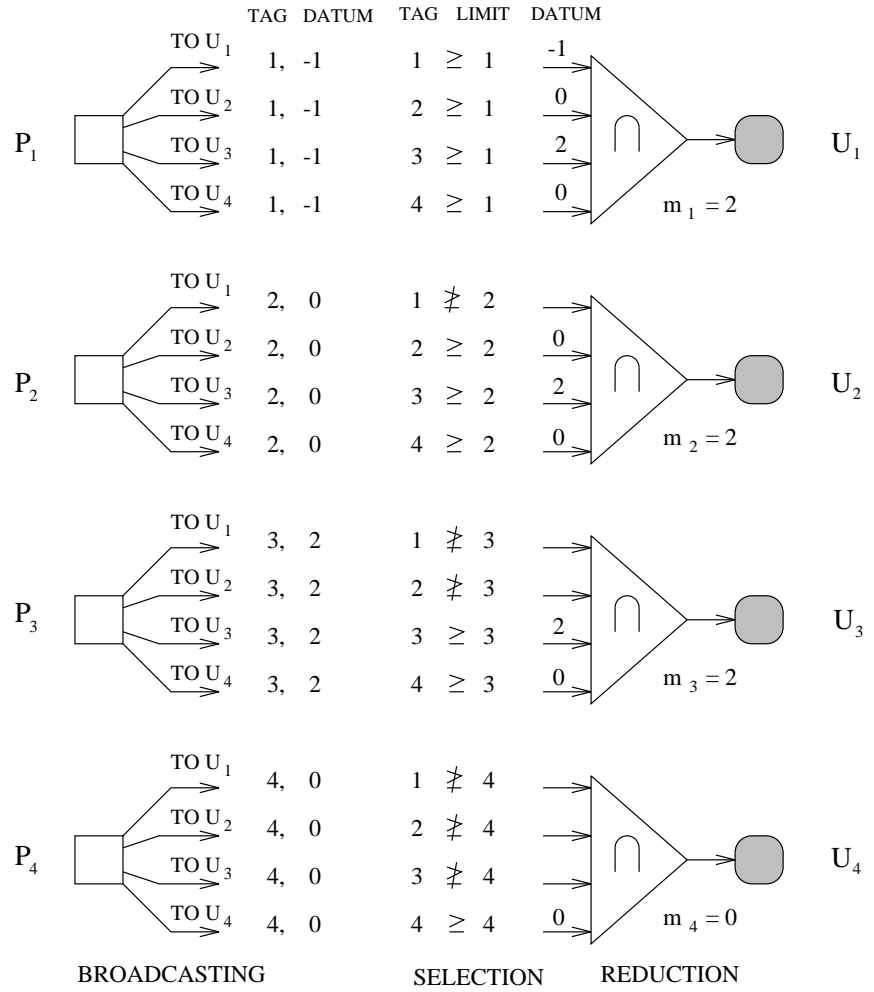 TAG DATUM TAG LIMIT DATUM
TO U1 1, -1 1 ≥ 1 -1
TO U2 1, -1 2 ≥ 1 0
P1 ∩ U1
TO U3 1, -1 3 ≥ 1 2
TO U4 1, -1 4 ≥ 1 0 m1 = 2
TO U1 2, 0 1 ≱ 2
TO U2 2, 0 2 ≥ 2 0
P2 ∩ U2
TO U3 2, 0 3 ≥ 2 2
TO U4 2, 0 4 ≥ 2 0 m2 = 2
TO U1 3, 2 1 ≱ 3
TO U2 3, 2 2 ≱ 3
P3 ∩ U3
TO U3 3, 2 3 ≥ 3 2
TO U4 3, 2 4 ≥ 3 0 m3 = 2
TO U1 4, 0 1 ≱ 4
TO U2 4, 0 2 ≱ 4
P4 ∩ U4
TO U3 4, 0 3 ≱ 4
TO U4 4, 0 4 ≥ 4 0 m4 = 0
BROADCASTING SELECTION REDUCTION